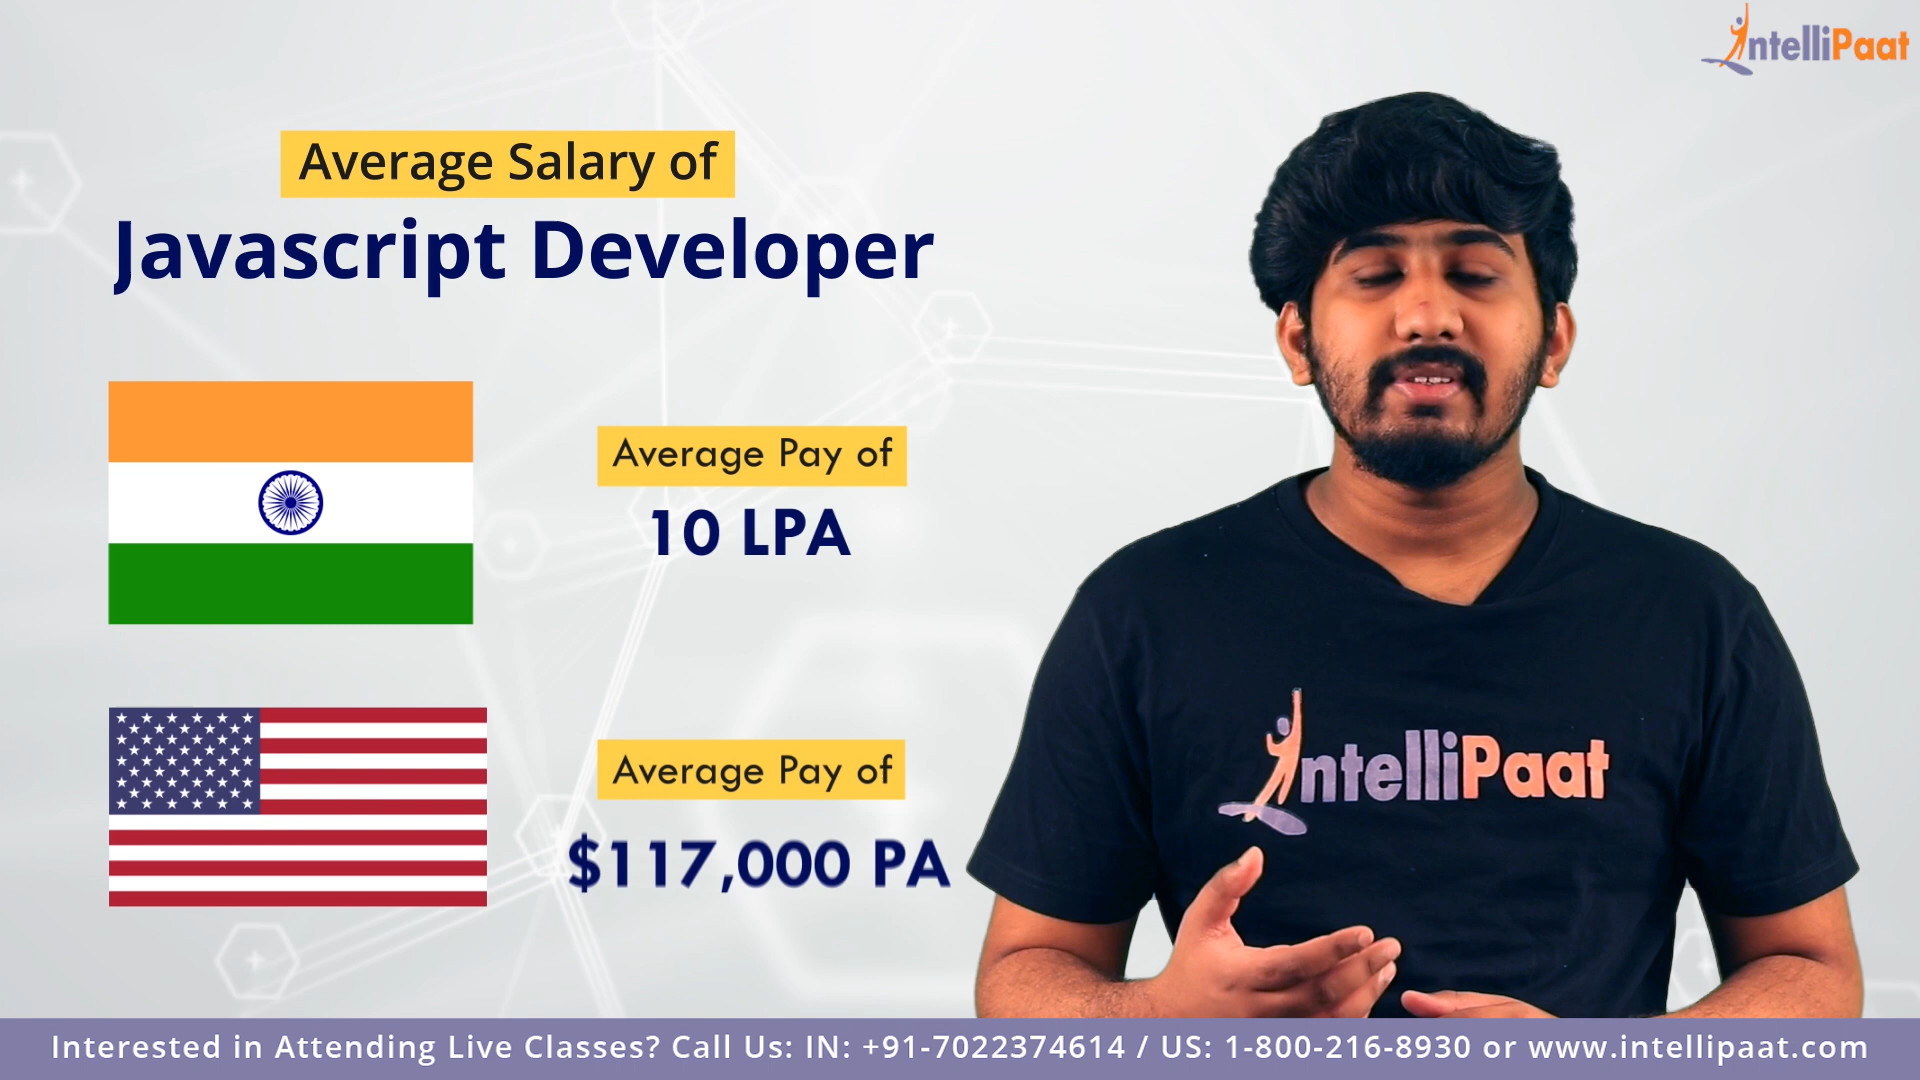 IntelliPaat
Average Salary of
Javascript Developer
Average Pay of
10 LPA
Average Pay of
$117,000 PA
IntelliPaat
Interested in Attending Live Classes? Call Us: IN: +91-7022374614 / US: 1-800-216-8930 or www.intellipaat.com